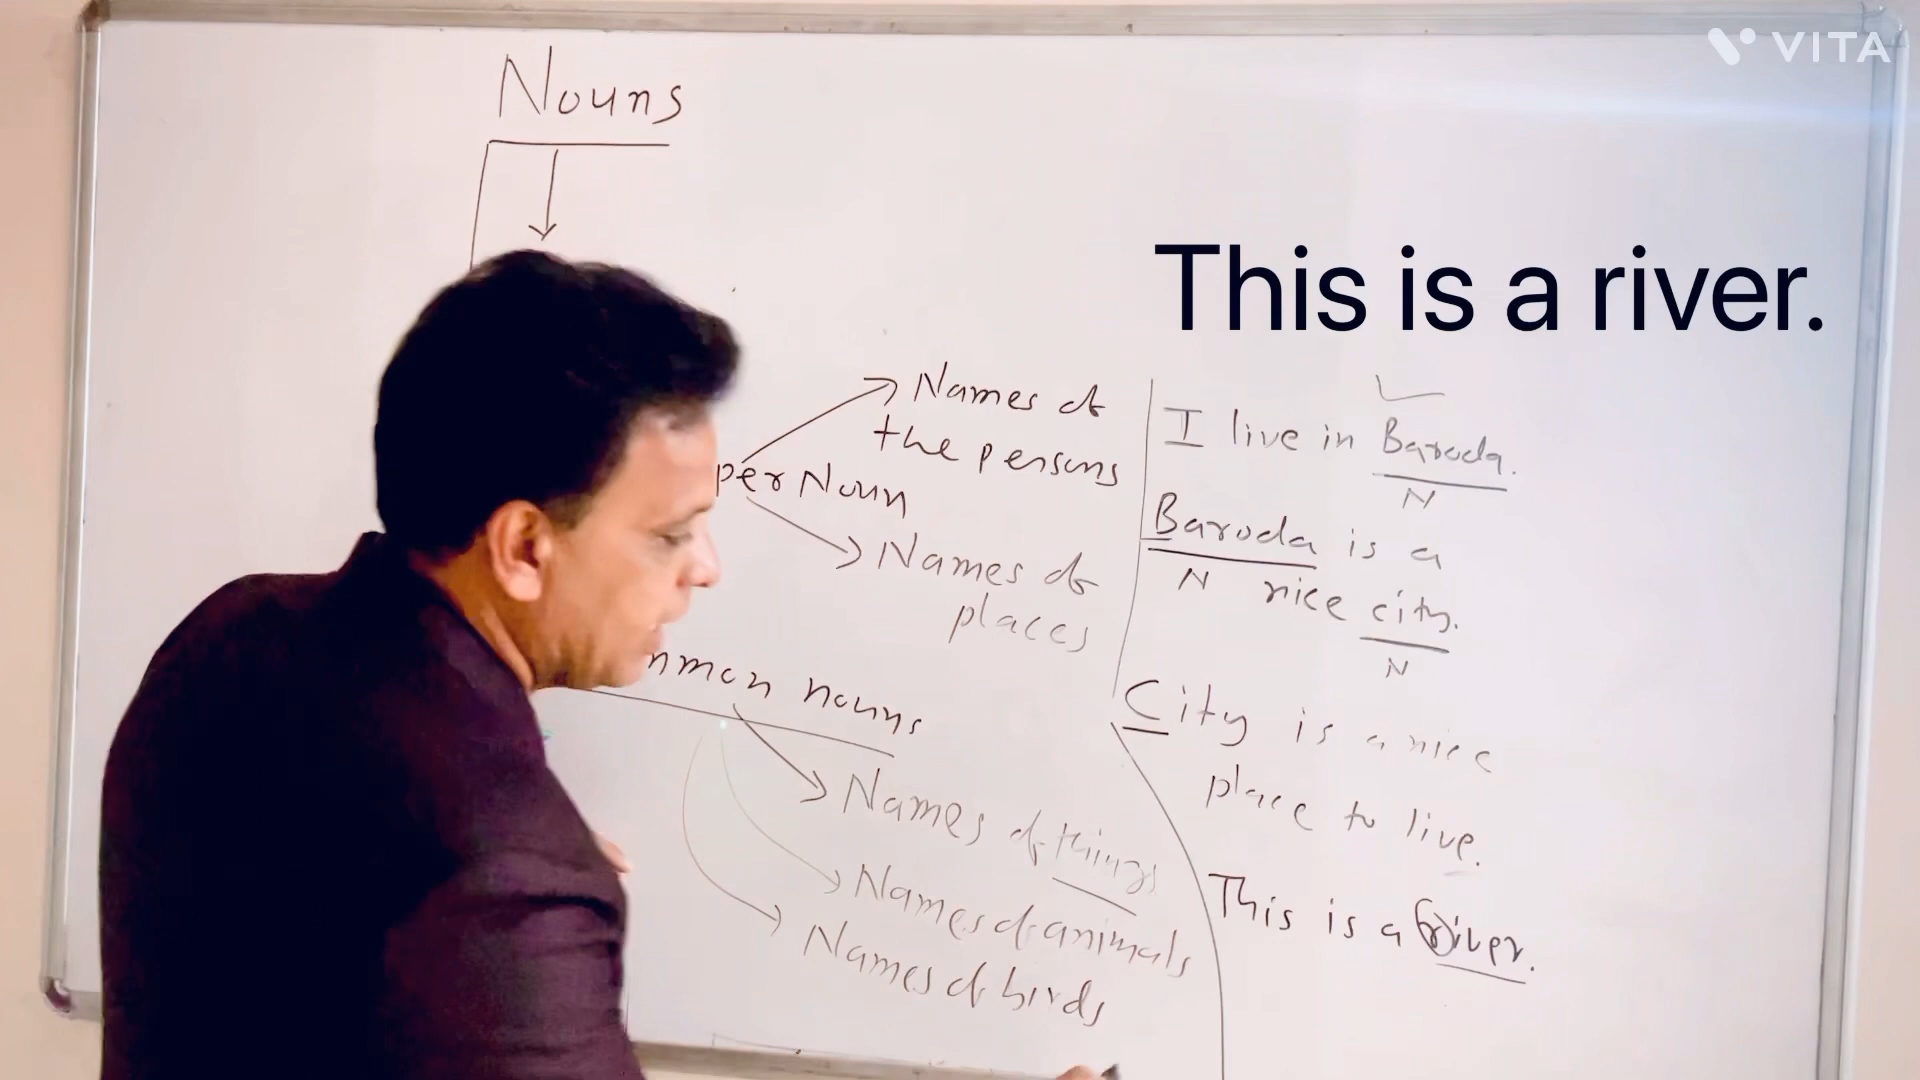 VITA
Nouns
This is a river.
Names of
the persons
per Noun
Names of
places
mmon nouns
Names of things
Names of animals
Names of birds
I live in Baroda.
N
Baroda is a
N nice city.
N
City is a nice
place to live.
This is a river.